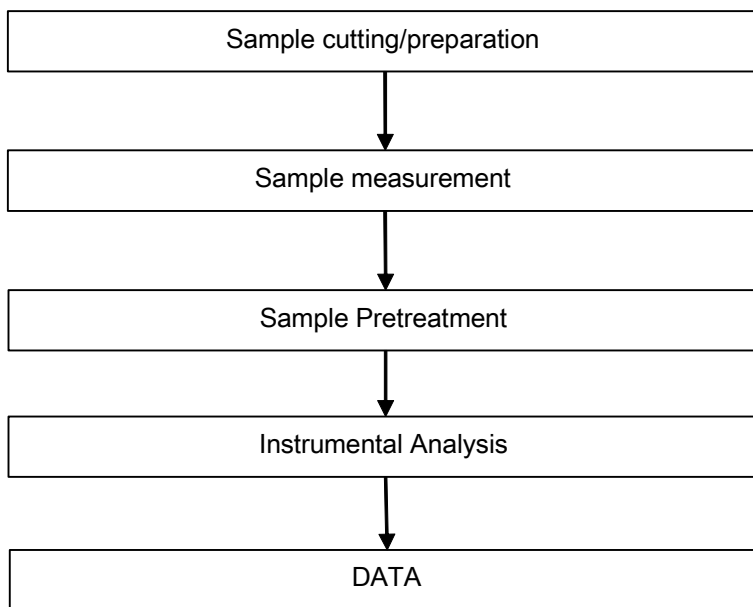 Sample cutting/preparation
Sample measurement
Sample Pretreatment
Instrumental Analysis
DATA